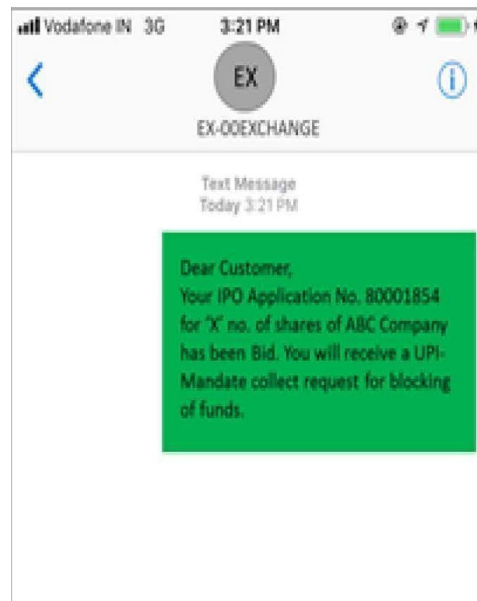 Vodafone IN 3G 3:21 PM
EX
EX-00EXCHANGE
Text Message
Today 3:21 PM
Dear Customer,
Your IPO Application No. 80001854
for 'X' no. of shares of ABC Company
has been Bid. You will receive a UPI-
Mandate collect request for blocking
of funds.